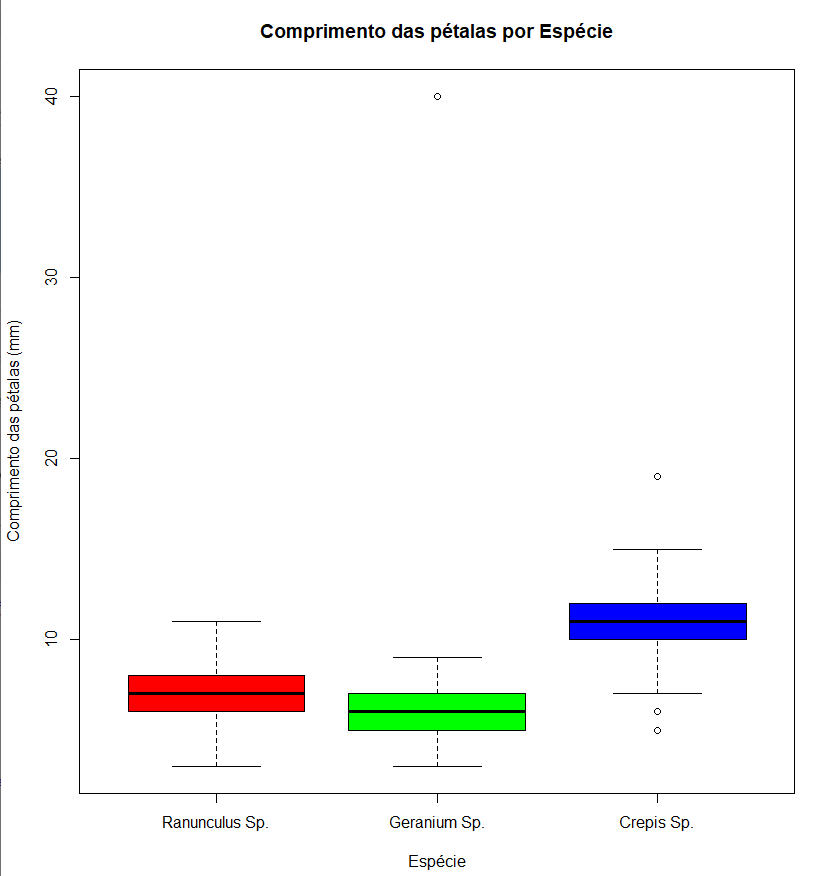 Comprimento das pétalas por Espécie
Comprimento das pétalas (mm)
40
30
20
10
Ranunculus Sp.
Geranium Sp.
Crepis Sp.
Espécie